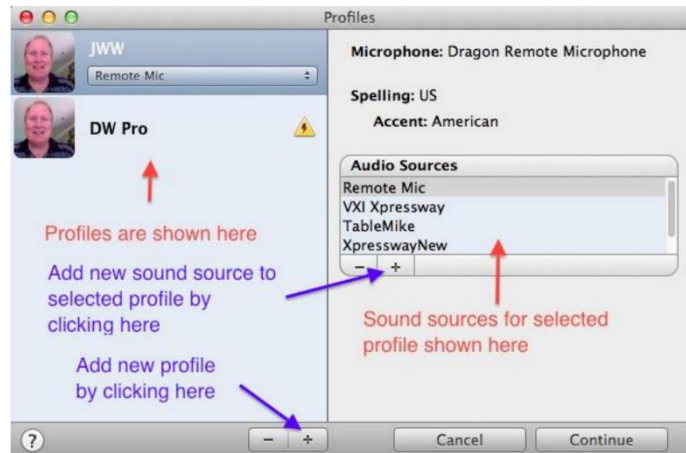 Profiles
JWW
Remote Mic
DW Pro
Profiles are shown here
Add new sound source to
selected profile by
clicking here
Add new profile
by clicking here
?
− +
Microphone: Dragon Remote Microphone
Spelling: US
Accent: American
Audio Sources
Remote Mic
VXI Xpressway
TableMike
XpresswayNew
− +
Sound sources for selected
profile shown here
Cancel
Continue